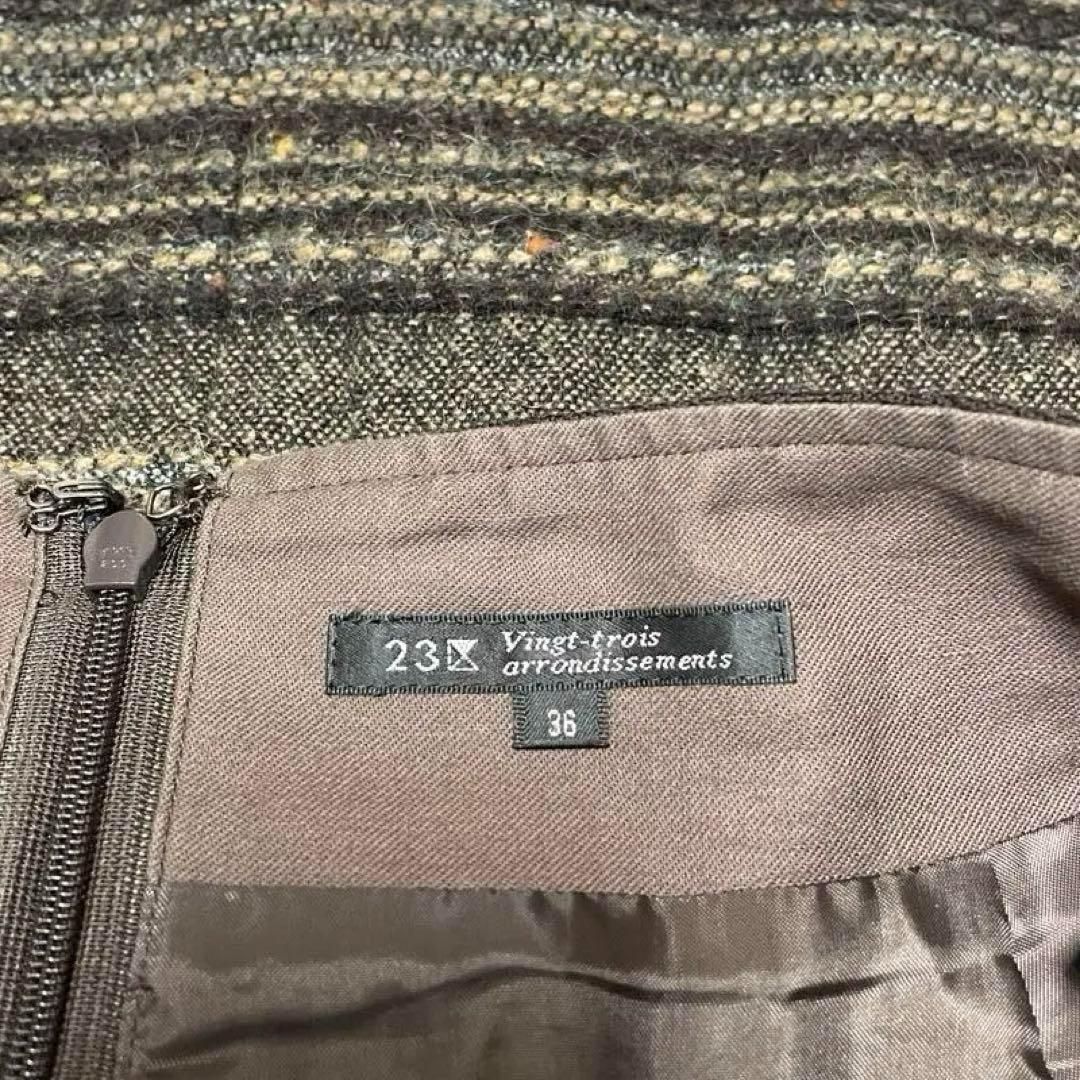 23区 Vingt-trois
arrondissements
36